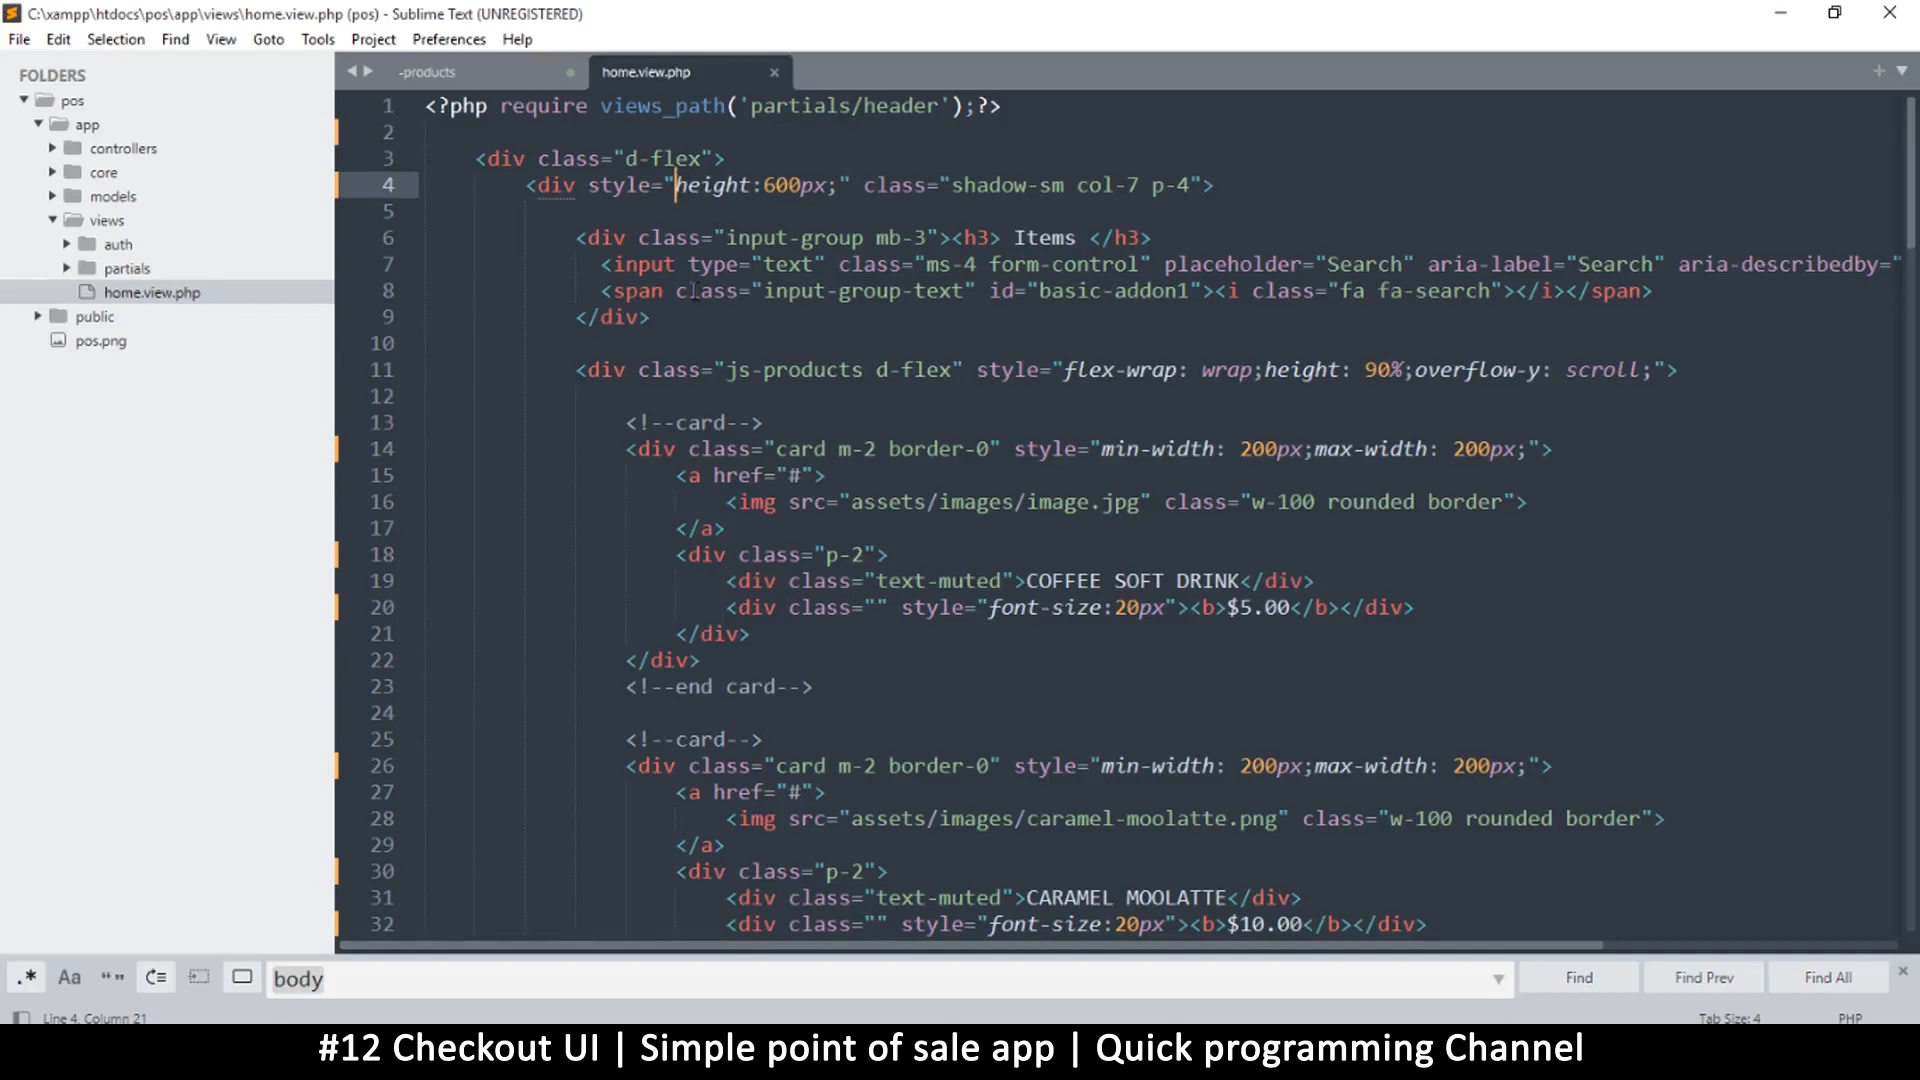 C:\xampp\htdocs\pos\app\views\home.view.php (pos) - Sublime Text (UNREGISTERED)
File Edit Selection Find View Goto Tools Project Preferences Help
FOLDERS
pos
app
controllers
core
models
views
auth
partials
home.view.php
public
pos.png
-products
home.view.php
1 <?php require views_path('partials/header');?>
2
3 <div class="d-flex">
4 <div style="height:600px;" class="shadow-sm col-7 p-4">
5
6 <div class="input-group mb-3"><h3> Items </h3>
7 <input type="text" class="ms-4 form-control" placeholder="Search" aria-label="Search" aria-describedby="
8 <span class="input-group-text" id="basic-addon1"><i class="fa fa-search"></i></span>
9 </div>
10
11 <div class="js-products d-flex" style="flex-wrap: wrap;height: 90%;overflow-y: scroll;">
12
13 <!--card-->
14 <div class="card m-2 border-0" style="min-width: 200px;max-width: 200px;">
15 <a href="#">
16 <img src="assets/images/image.jpg" class="w-100 rounded border">
17 </a>
18 <div class="p-2">
19 <div class="text-muted">COFFEE SOFT DRINK</div>
20 <div class="" style="font-size:20px"><b>$5.00</b></div>
21 </div>
22 </div>
23 <!--end card-->
24
25 <!--card-->
26 <div class="card m-2 border-0" style="min-width: 200px;max-width: 200px;">
27 <a href="#">
28 <img src="assets/images/caramel-moolatte.png" class="w-100 rounded border">
29 </a>
30 <div class="p-2">
31 <div class="text-muted">CARAMEL MOOLATTE</div>
32 <div class="" style="font-size:20px"><b>$10.00</b></div>
.* Aa “” body Find Find Prev Find All
Line 4, Column 21 Tab Size: 4 PHP
#12 Checkout UI | Simple point of sale app | Quick programming Channel